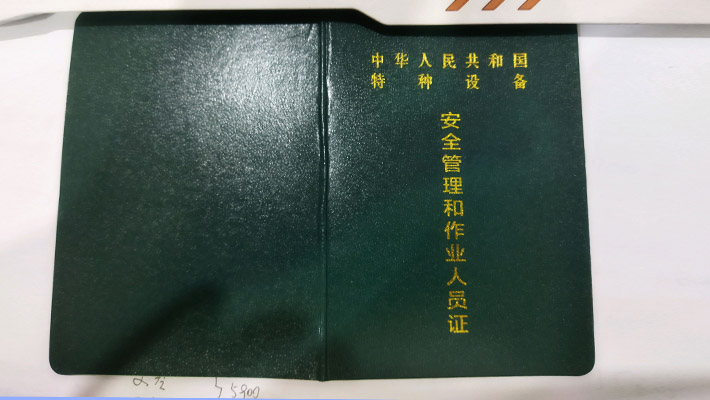 中华人民共和国
特种设备
安全管理和作业人员证
5900